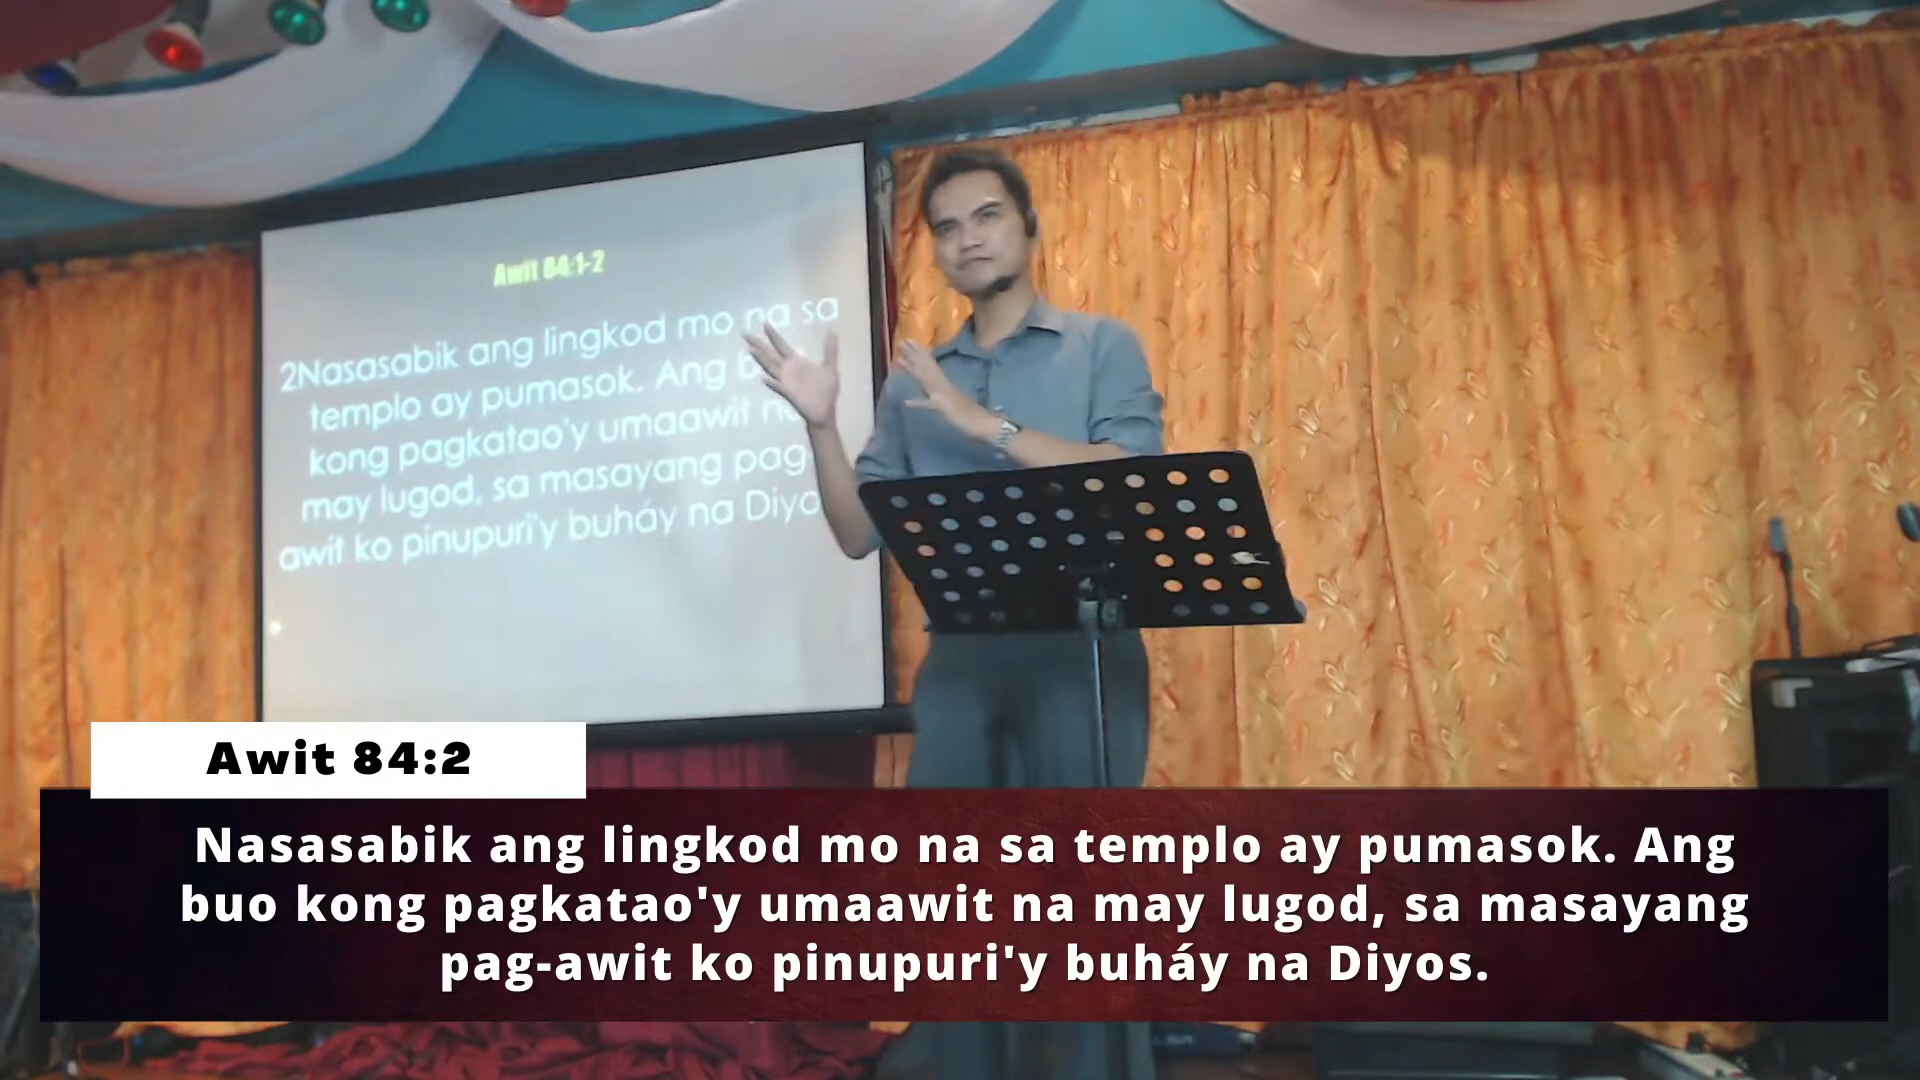 Awit 84:1-2
2Nasasabik ang lingkod mo na sa
templo ay pumasok. Ang
kong pagkatao'y umaawit
may lugod, sa masayang pag-
awit ko pinupuri'y buháy na
Awit 84:2
Nasasabik ang lingkod mo na sa templo ay pumasok. Ang
buo kong pagkatao'y umaawit na may lugod, sa masayang
pag-awit ko pinupuri'y buháy na Diyos.